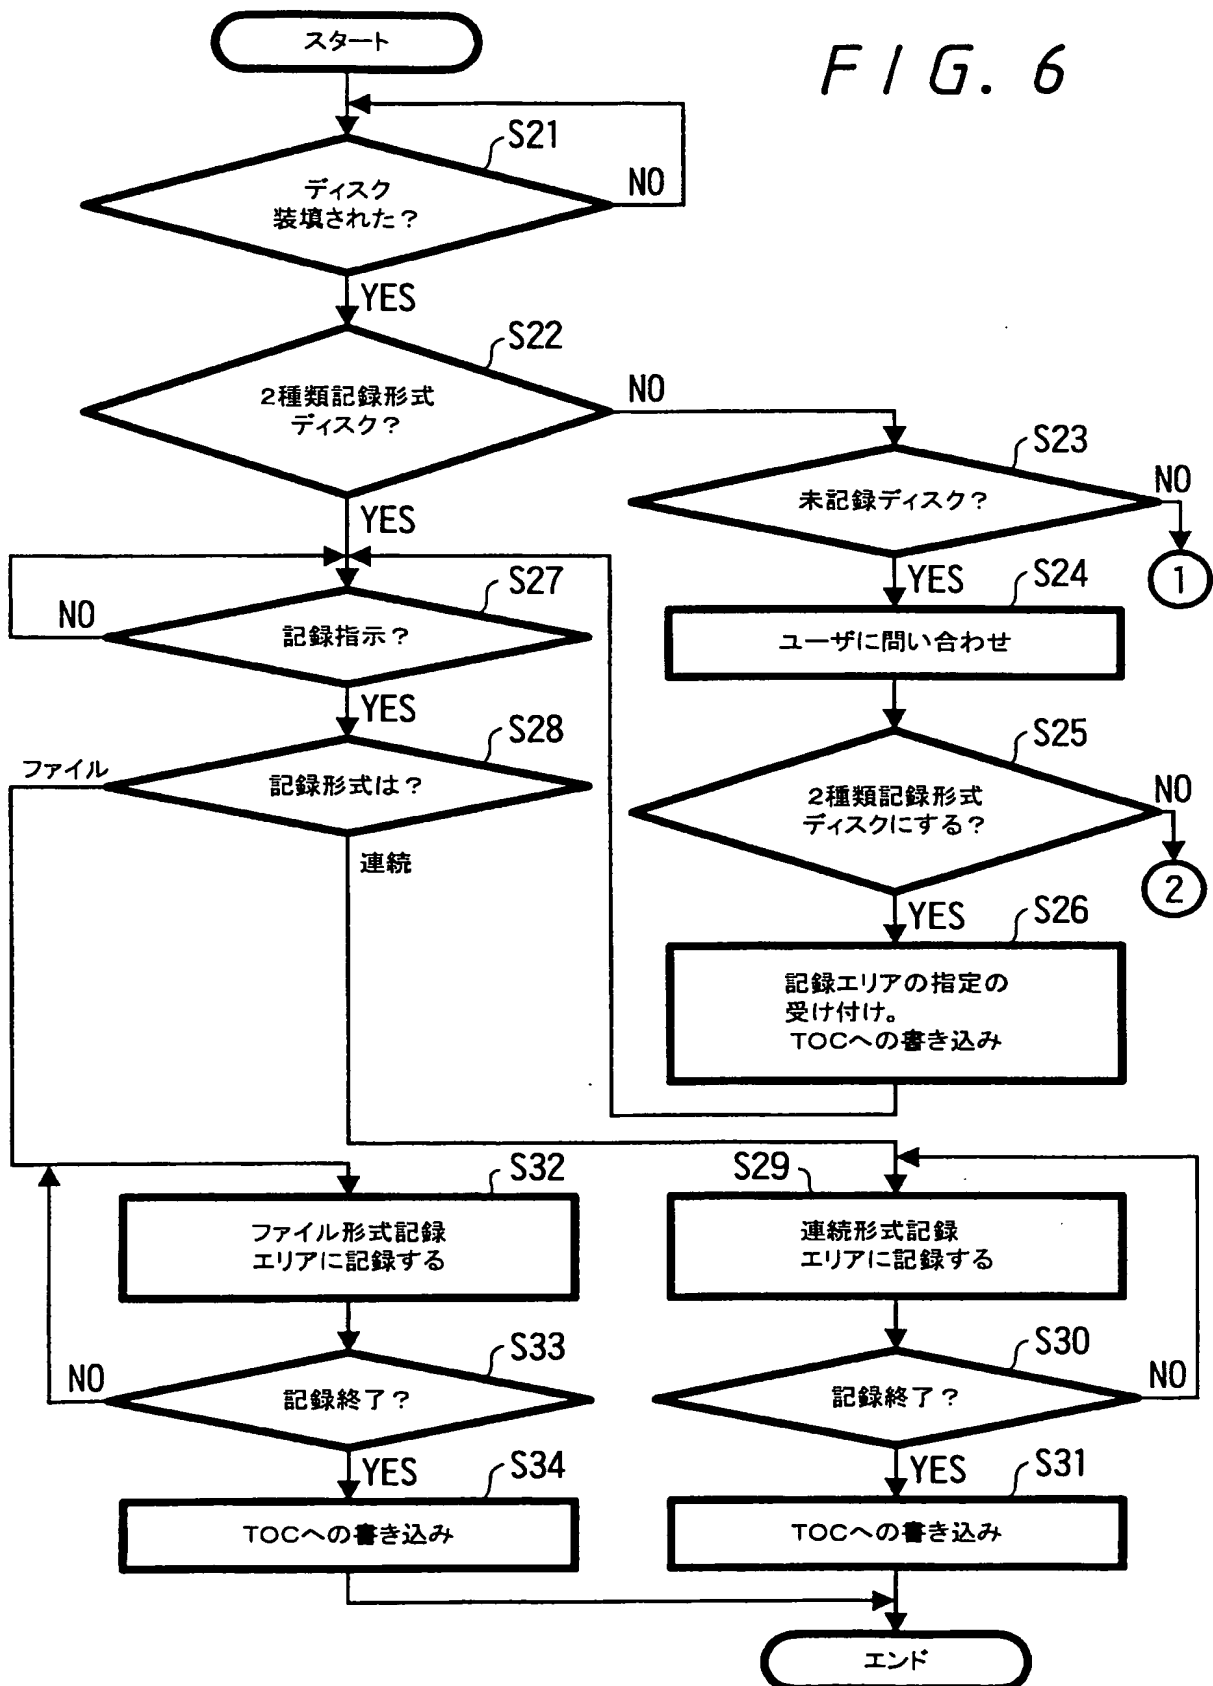 FIG. 6
スタート
S21
ディスク
装填された?
NO
YES
S22
2種類記録形式
ディスク?
NO
YES
S23
未記録ディスク?
NO
1
YES
S24
ユーザに問い合わせ
S25
2種類記録形式
ディスクにする?
NO
2
YES
S26
記録エリアの指定の
受け付け。
TOCへの書き込み
S27
記録指示?
NO
YES
S28
記録形式は?
ファイル
連続
S32
ファイル形式記録
エリアに記録する
S33
記録終了?
NO
YES
S34
TOCへの書き込み
S29
連続形式記録
エリアに記録する
S30
記録終了?
NO
YES
S31
TOCへの書き込み
エンド